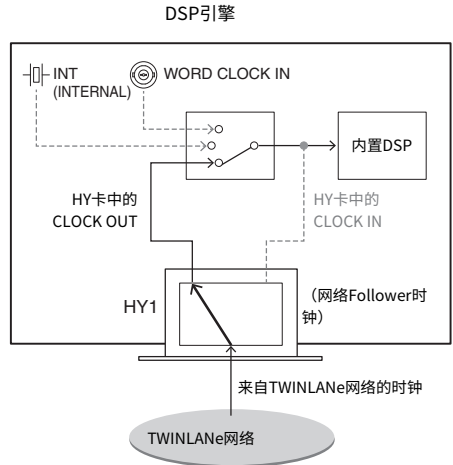 DSP引擎
INT
(INTERNAL)
WORD CLOCK IN
内置DSP
HY卡中的
CLOCK OUT
HY卡中的
CLOCK IN
HY1
（网络Follower时
钟）
来自TWINLANe网络的时钟
TWINLANe网络